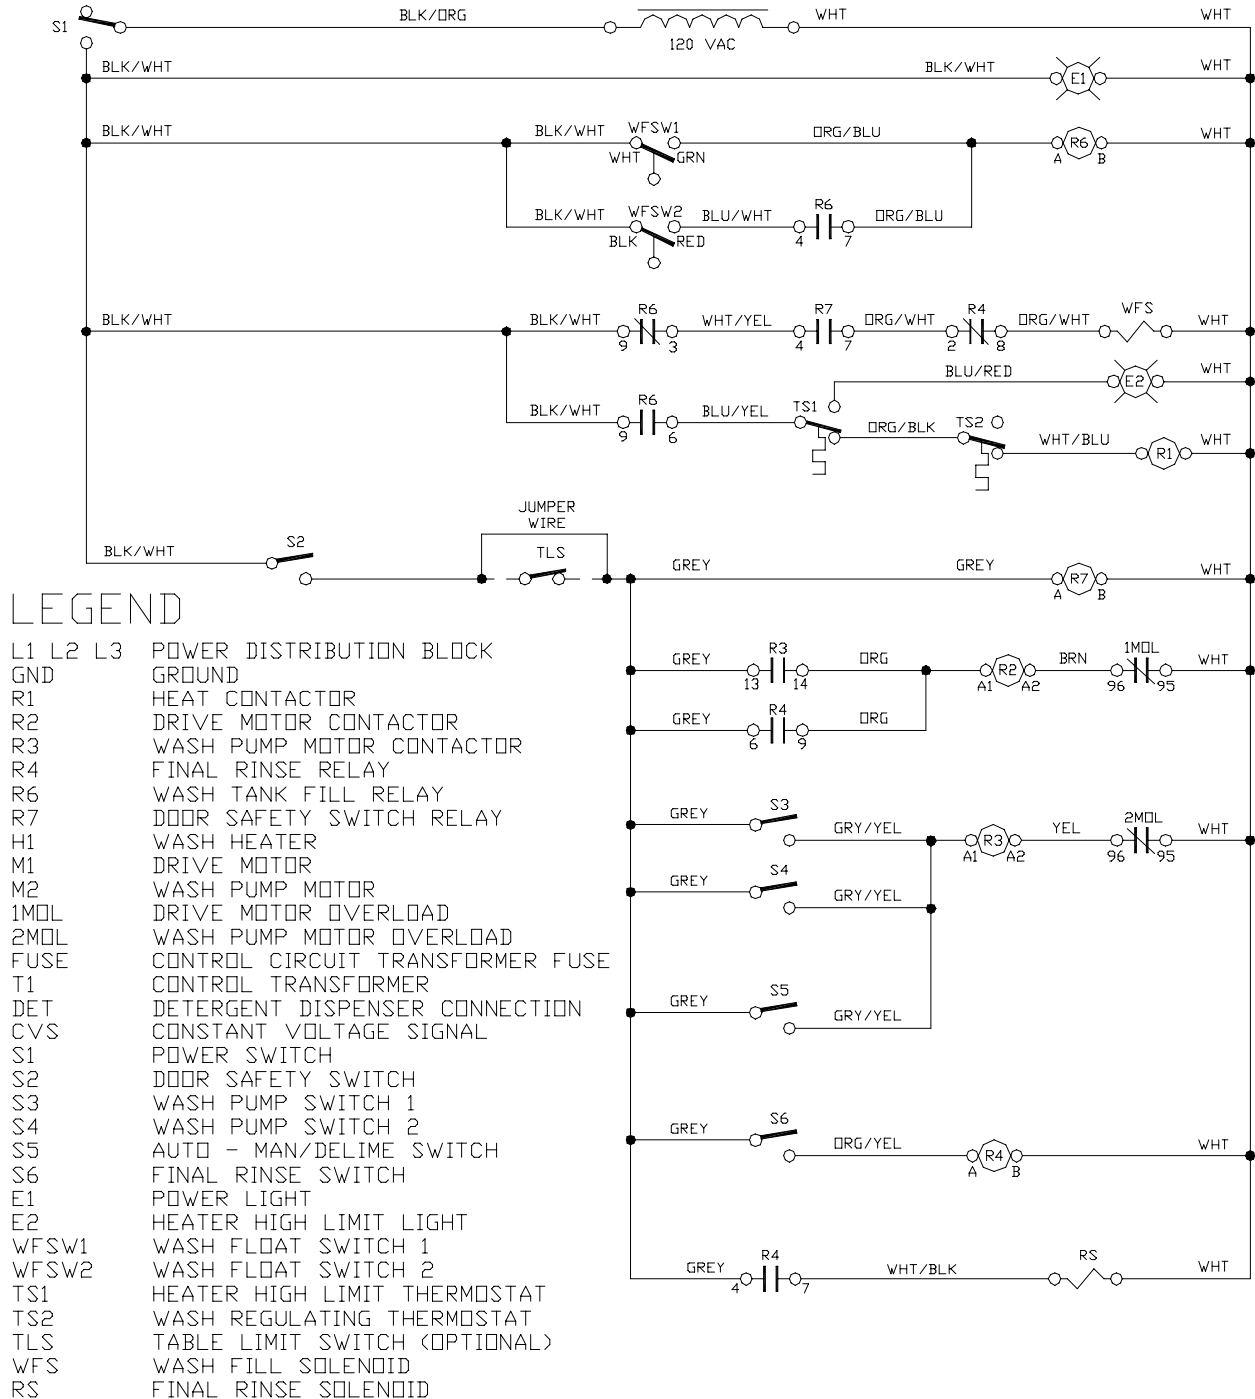 S1 BLK/ORG 120 VAC WHT WHT
BLK/WHT BLK/WHT E1 WHT
BLK/WHT BLK/WHT WFSW1 ORG/BLU R6 WHT
WHT GRN A B
BLK/WHT WFSW2 BLU/WHT R6 ORG/BLU
BLK RED 4 7
BLK/WHT BLK/WHT R6 WHT/YEL R7 ORG/WHT R4 ORG/WHT WFS WHT
9 3 4 7 2 8
BLU/RED E2 WHT
BLK/WHT R6 BLU/YEL TS1 ORG/BLK TS2 WHT/BLU R1 WHT
9 6
JUMPER
WIRE
BLK/WHT S2 TLS GREY GREY R7 WHT
A B
GREY R3 ORG R2 BRN 1MOL WHT
13 14 A1 A2 96 95
GREY R4 ORG
6 9
GREY S3 GRY/YEL R3 YEL 2MOL WHT
A1 A2 96 95
GREY S4 GRY/YEL
GREY S5 GRY/YEL
GREY S6 ORG/YEL R4 WHT
A B
GREY R4 WHT/BLK RS WHT
4 7
LEGEND
L1 L2 L3 POWER DISTRIBUTION BLOCK
GND GROUND
R1 HEAT CONTACTOR
R2 DRIVE MOTOR CONTACTOR
R3 WASH PUMP MOTOR CONTACTOR
R4 FINAL RINSE RELAY
R6 WASH TANK FILL RELAY
R7 DOOR SAFETY SWITCH RELAY
H1 WASH HEATER
M1 DRIVE MOTOR
M2 WASH PUMP MOTOR
1MOL DRIVE MOTOR OVERLOAD
2MOL WASH PUMP MOTOR OVERLOAD
FUSE CONTROL CIRCUIT TRANSFORMER FUSE
T1 CONTROL TRANSFORMER
DET DETERGENT DISPENSER CONNECTION
CVS CONSTANT VOLTAGE SIGNAL
S1 POWER SWITCH
S2 DOOR SAFETY SWITCH
S3 WASH PUMP SWITCH 1
S4 WASH PUMP SWITCH 2
S5 AUTO - MAN/DELIME SWITCH
S6 FINAL RINSE SWITCH
E1 POWER LIGHT
E2 HEATER HIGH LIMIT LIGHT
WFSW1 WASH FLOAT SWITCH 1
WFSW2 WASH FLOAT SWITCH 2
TS1 HEATER HIGH LIMIT THERMOSTAT
TS2 WASH REGULATING THERMOSTAT
TLS TABLE LIMIT SWITCH (OPTIONAL)
WFS WASH FILL SOLENOID
RS FINAL RINSE SOLENOID